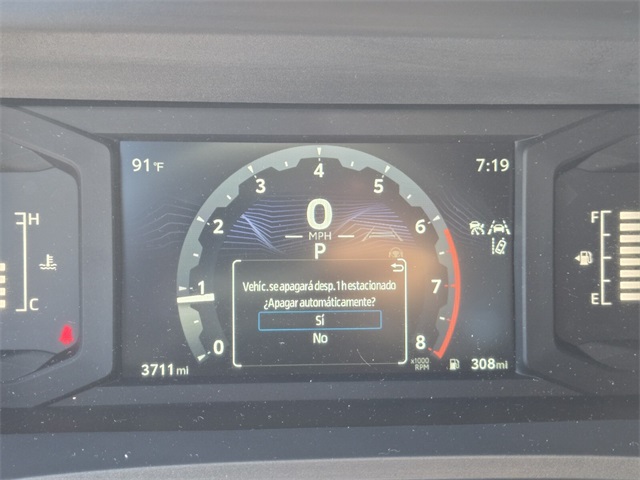 91°F
7:19
4
3
5
2
6
1
7
0
8
0
MPH
P
H
C
F
E
Vehíc. se apagará desp. 1 h estacionado
¿Apagar automáticamente?
Sí
No
x1000
RPM
3711 mi
308 mi